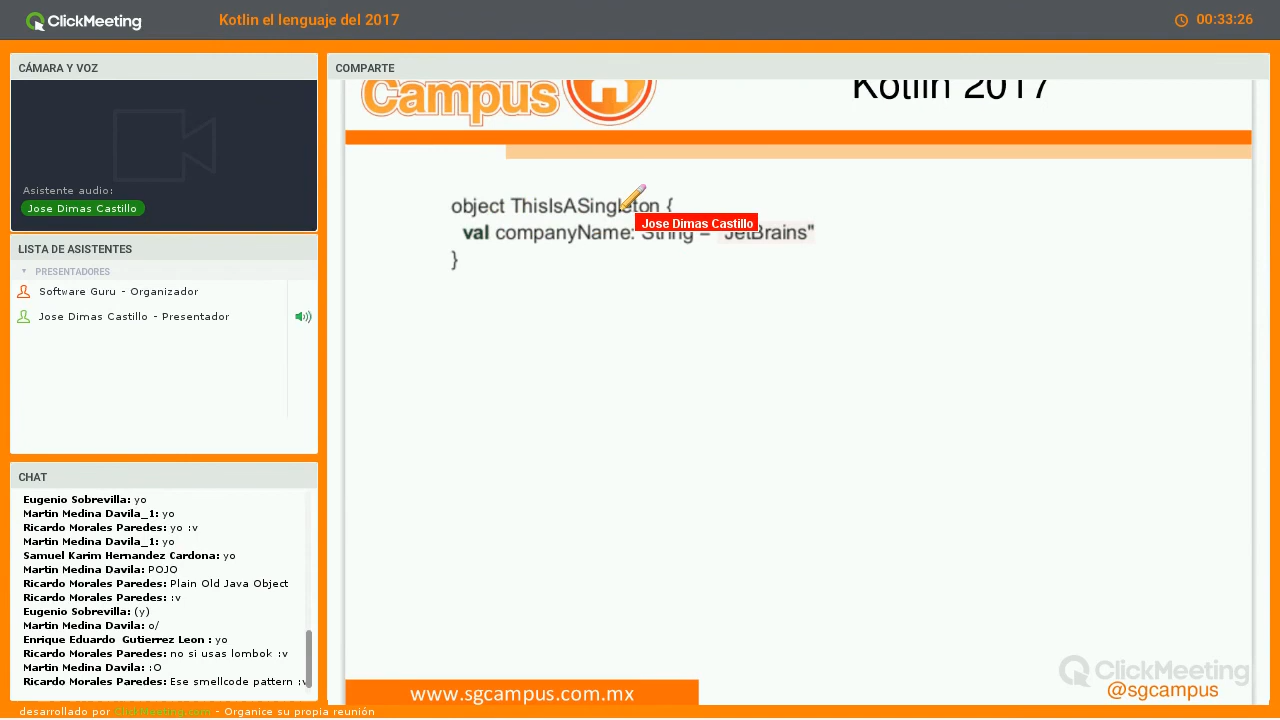 ClickMeeting
Kotlin el lenguaje del 2017
00:33:26
CÁMARA Y VOZ
Asistente audio:
Jose Dimas Castillo
LISTA DE ASISTENTES
PRESENTADORES
Software Guru - Organizador
Jose Dimas Castillo - Presentador
CHAT
Eugenio Sobrevilla: yo
Martin Medina Davila_1: yo
Ricardo Morales Paredes: yo :v
Martin Medina Davila_1: yo
Samuel Karim Hernandez Cardona: yo
Martin Medina Davila: POJO
Ricardo Morales Paredes: Plain Old Java Object
Ricardo Morales Paredes: :v
Eugenio Sobrevilla: (y)
Martin Medina Davila: o/
Enrique Eduardo Gutierrez Leon : yo
Ricardo Morales Paredes: no si usas lombok :v
Martin Medina Davila: :O
Ricardo Morales Paredes: Ese smellcode pattern :v
desarrollado por ClickMeeting.com - Organice su propia reunión
COMPARTE
Campus
Kotlin 2017
object ThisIsASingleton {
Jose Dimas Castillo
val companyName: String = "JetBrains"
}
www.sgcampus.com.mx
ClickMeeting
@sgcampus